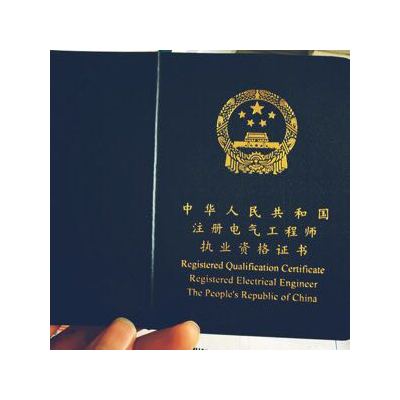 中华人民共和国
注册电气工程师
执业资格证书
Registered Qualification Certificate
Registered Electrical Engineer
The People's Republic of China